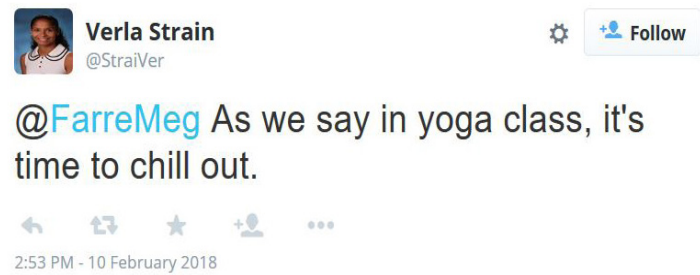 Verla Strain
@StraiVer
Follow
@FarreMeg As we say in yoga class, it's
time to chill out.
2:53 PM - 10 February 2018